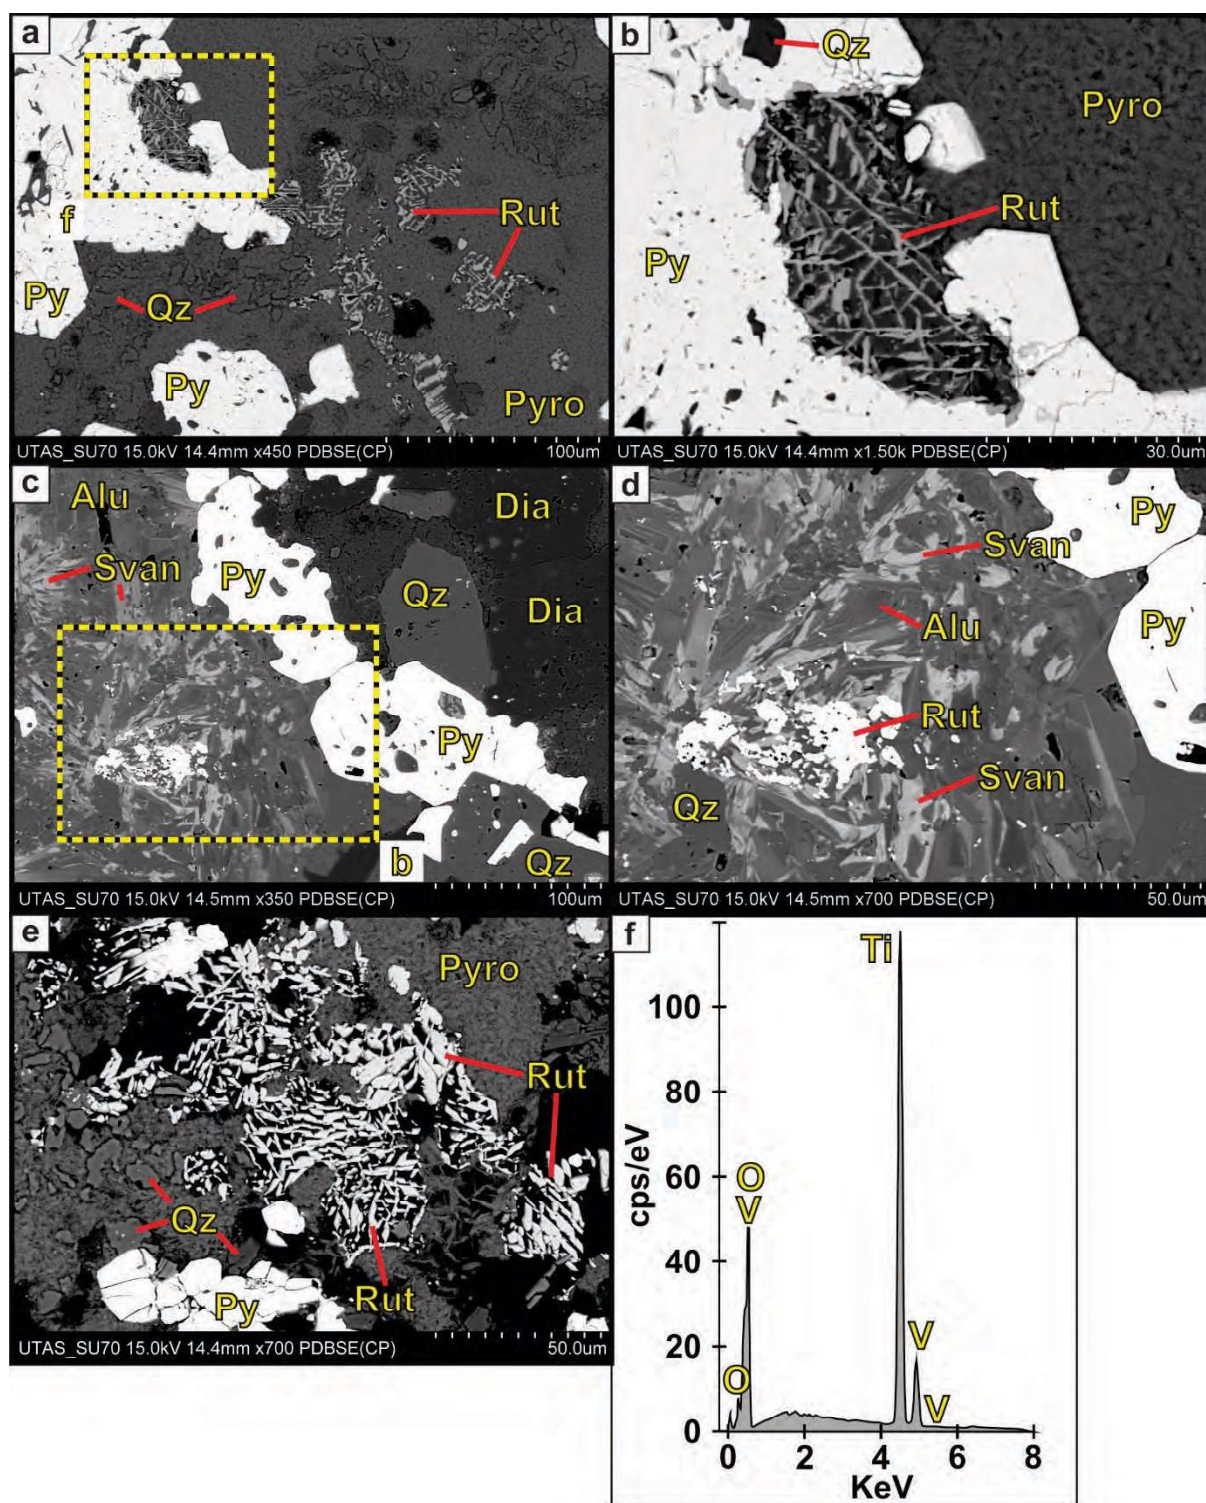 a
f
Rut
Py
Qz
Py
Pyro
UTAS_SU70 15.0kV 14.4mm x450 PDBSE(CP) 100um
b
Qz
Pyro
Py
Rut
UTAS_SU70 15.0kV 14.4mm x1.50k PDBSE(CP) 30.0um
c
Alu
Dia
Svan
Py
Qz
Dia
Py
b
Qz
UTAS_SU70 15.0kV 14.5mm x350 PDBSE(CP) 100um
d
Py
Svan
Alu
Py
Rut
Svan
Qz
UTAS_SU70 15.0kV 14.5mm x700 PDBSE(CP) 50.0um
e
Pyro
Rut
Qz
Rut
Py
UTAS_SU70 15.0kV 14.4mm x700 PDBSE(CP) 50.0um
f
Ti
100
80
60
40
20
0
cps/eV
O
V
O
V
V
0 2 4 6 8
KeV